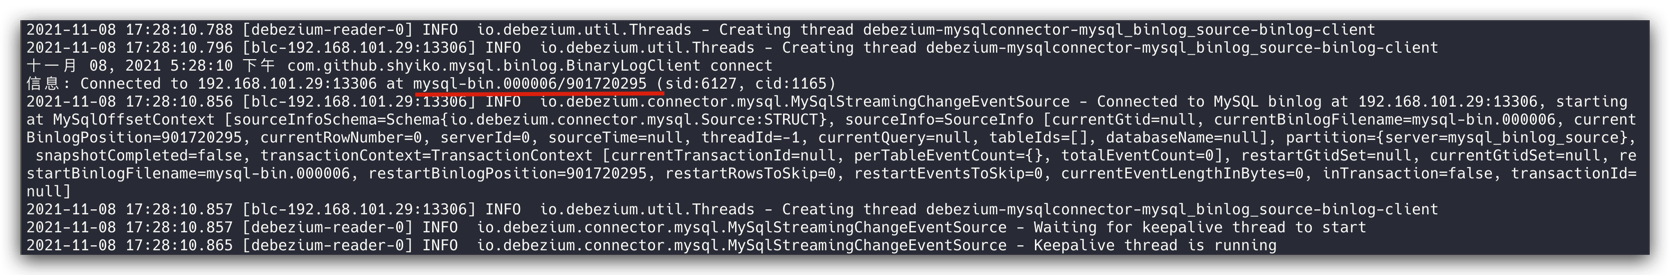 2021-11-08 17:28:10.788 [debezium-reader-0] INFO  io.debezium.util.Threads - Creating thread debezium-mysqlconnector-mysql_binlog_source-binlog-client
2021-11-08 17:28:10.796 [blc-192.168.101.29:13306] INFO  io.debezium.util.Threads - Creating thread debezium-mysqlconnector-mysql_binlog_source-binlog-client
十一月 08, 2021 5:28:10 下午 com.github.shyiko.mysql.binlog.BinaryLogClient connect
信息: Connected to 192.168.101.29:13306 at mysql-bin.000006/901720295 (sid:6127, cid:1165)
2021-11-08 17:28:10.856 [blc-192.168.101.29:13306] INFO  io.debezium.connector.mysql.MySqlStreamingChangeEventSource - Connected to MySQL binlog at 192.168.101.29:13306, starting
at MySqlOffsetContext [sourceInfoSchema=Schema{io.debezium.connector.mysql.Source:STRUCT}, sourceInfo=SourceInfo [currentGtid=null, currentBinlogFilename=mysql-bin.000006, current
BinlogPosition=901720295, currentRowNumber=0, serverId=0, sourceTime=null, threadId=-1, currentQuery=null, tableIds=[], databaseName=null], partition={server=mysql_binlog_source},
 snapshotCompleted=false, transactionContext=TransactionContext [currentTransactionId=null, perTableEventCount={}, totalEventCount=0], restartGtidSet=null, currentGtidSet=null, re
startBinlogFilename=mysql-bin.000006, restartBinlogPosition=901720295, restartRowsToSkip=0, restartEventsToSkip=0, currentEventLengthInBytes=0, inTransaction=false, transactionId=
null]
2021-11-08 17:28:10.857 [blc-192.168.101.29:13306] INFO  io.debezium.util.Threads - Creating thread debezium-mysqlconnector-mysql_binlog_source-binlog-client
2021-11-08 17:28:10.857 [debezium-reader-0] INFO  io.debezium.connector.mysql.MySqlStreamingChangeEventSource - Waiting for keepalive thread to start
2021-11-08 17:28:10.865 [debezium-reader-0] INFO  io.debezium.connector.mysql.MySqlStreamingChangeEventSource - Keepalive thread is running